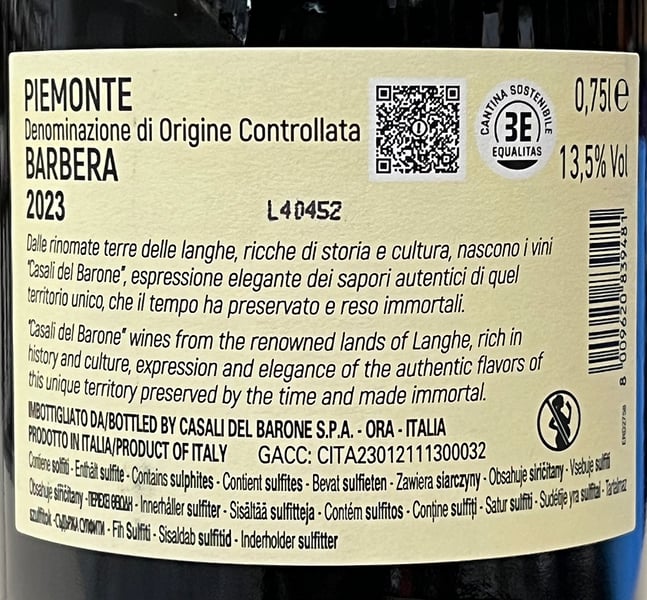 PIEMONTE
Denominazione di Origine Controllata
BARBERA
2023
L40452
CANTINA SOSTENIBILE
3E
EQUALITAS
0,75l e
13,5% Vol
Dalle rinomate terre delle langhe, ricche di storia e cultura, nascono i vini
"Casali del Barone", espressione elegante dei sapori autentici di quel
territorio unico, che il tempo ha preservato e reso immortali.
"Casali del Barone" wines from the renowned lands of Langhe, rich in
history and culture, expression and elegance of the authentic flavors of
this unique territory preserved by the time and made immortal.
IMBOTTIGLIATO DA/BOTTLED BY CASALI DEL BARONE S.P.A. - ORA - ITALIA
PRODOTTO IN ITALIA/PRODUCT OF ITALY GACC: CITA23012111300032
Contiene solfiti - Enthält sulfite - Contains sulphites - Contient sulfites - Bevat sulfieten - Zawiera siarczyny - Obsahuje siričitany - Vsebuje sulfit
Obsahuje siřičitany - Innerhåller sulfiter - Sisältää sulfiitteja - Contém sulfitos - Conține sulfiți - Satur sulfiti - Sudėtyje yra sulfitai - Tartalmaz
szulfitok - СЪДЪРЖА СУЛФИТИ - Fih Sulfiti - Sisaldab sulfitid - Inderholder sulfitter
8 009620 839481
EMD2758